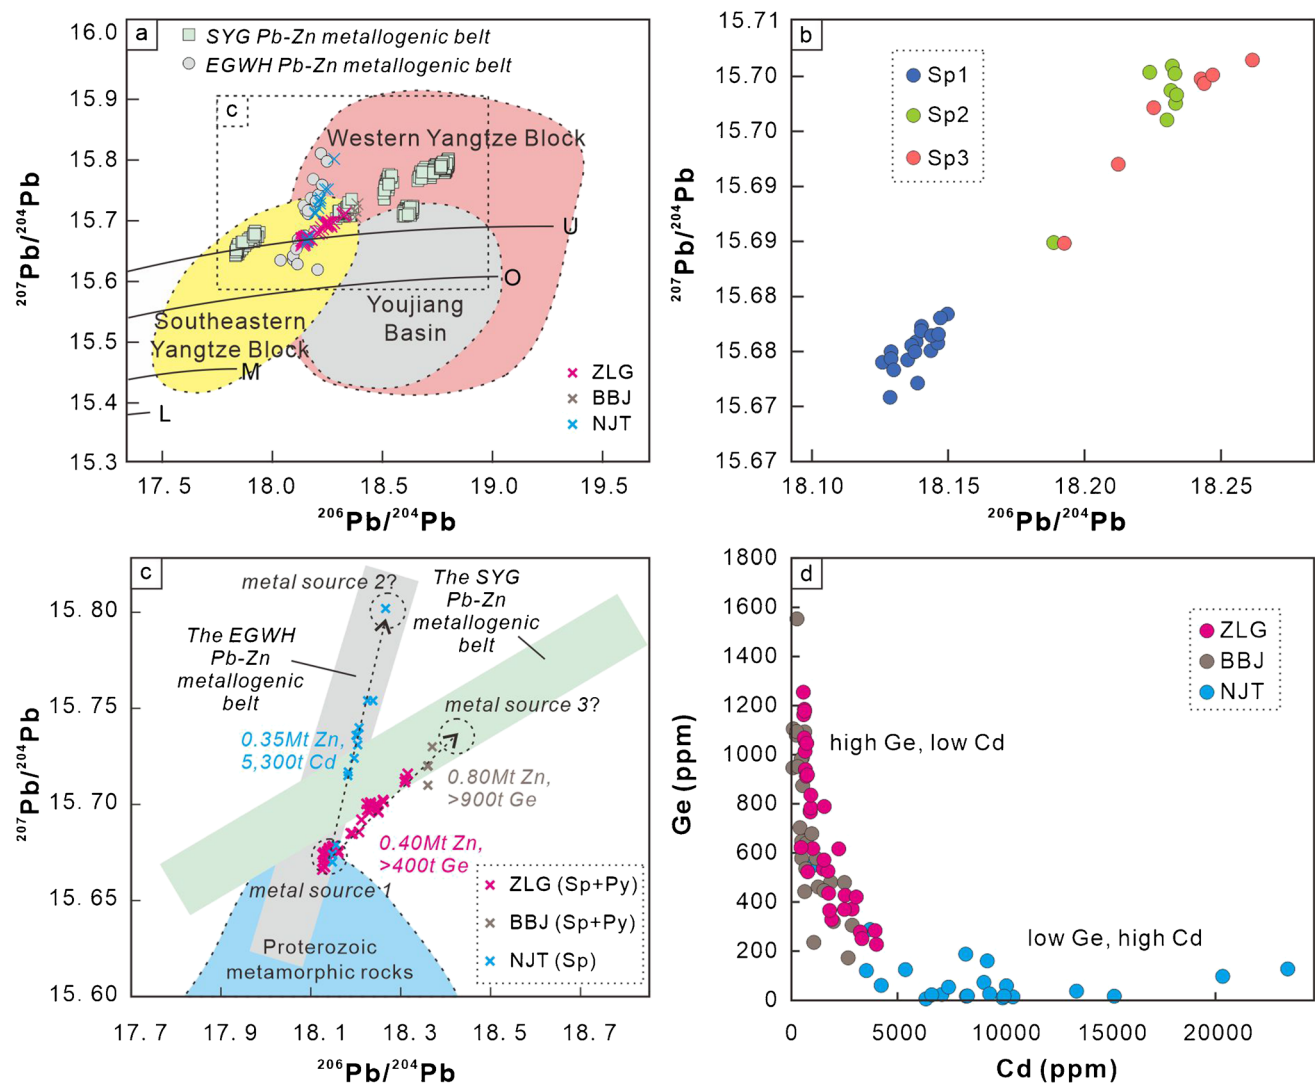 a
SYG Pb-Zn metallogenic belt
EGWH Pb-Zn metallogenic belt
c
Western Yangtze Block
Southeastern
Yangtze Block
Youjiang
Basin
U
O
M
L
ZLG
BBJ
NJT
16.0
15.9
15.8
15.7
15.6
15.5
15.4
15.3
17.5
18.0
18.5
19.0
19.5
²⁰⁷Pb/²⁰⁴Pb
²⁰⁶Pb/²⁰⁴Pb
b
Sp1
Sp2
Sp3
15.71
15.70
15.70
15.69
15.69
15.68
15.68
15.67
15.67
18.10
18.15
18.20
18.25
²⁰⁷Pb/²⁰⁴Pb
²⁰⁶Pb/²⁰⁴Pb
c
metal source 2?
The SYG
Pb-Zn
metallogenic
belt
The EGWH
Pb-Zn
metallogenic
belt
metal source 3?
0.35Mt Zn,
5,300t Cd
0.80Mt Zn,
>900t Ge
0.40Mt Zn,
>400t Ge
metal source 1
Proterozoic
metamorphic rocks
ZLG (Sp+Py)
BBJ (Sp+Py)
NJT (Sp)
15.80
15.75
15.70
15.65
15.60
17.7
17.9
18.1
18.3
18.5
18.7
²⁰⁷Pb/²⁰⁴Pb
²⁰⁶Pb/²⁰⁴Pb
d
ZLG
BBJ
NJT
high Ge, low Cd
low Ge, high Cd
1800
1600
1400
1200
1000
800
600
400
200
0
0
5000
10000
15000
20000
Ge (ppm)
Cd (ppm)